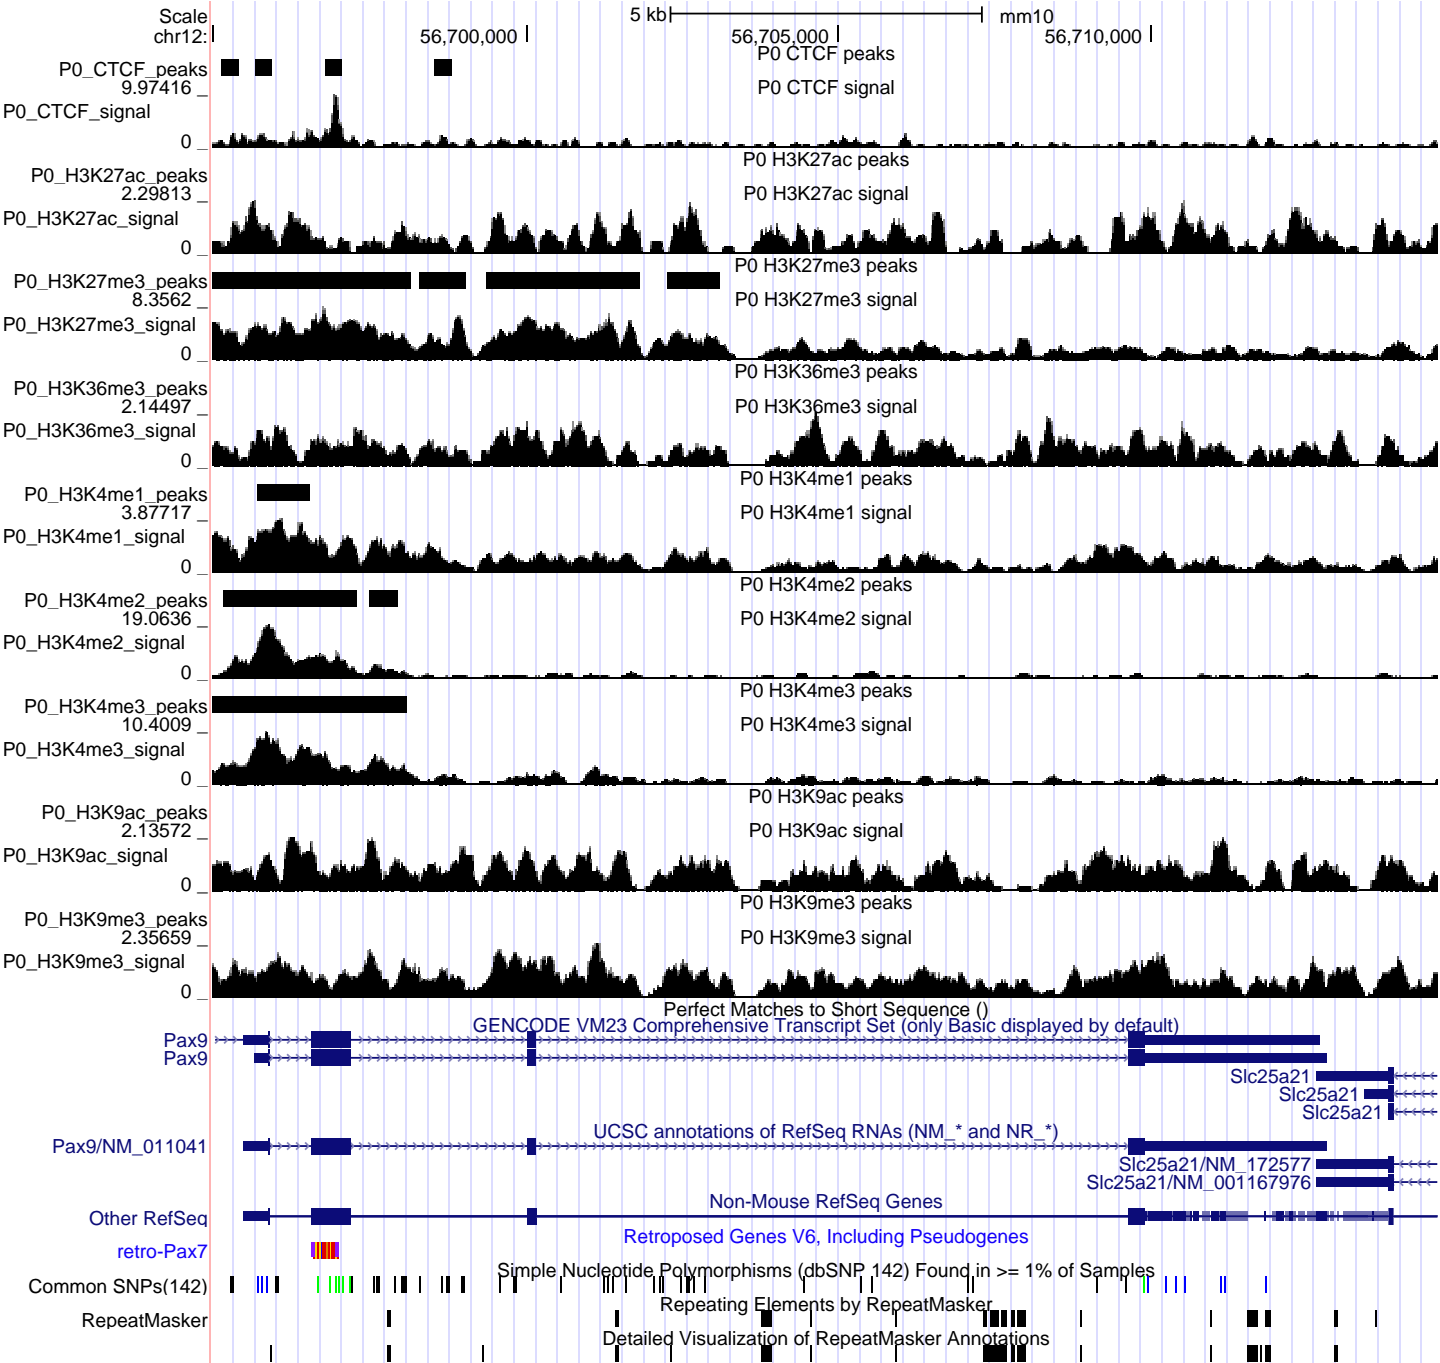 Scale 5 kb mm10
chr12: 56,700,000 56,705,000 56,710,000
P0 CTCF peaks
P0_CTCF_peaks
9.97416 _ P0 CTCF signal
P0_CTCF_signal
0 _
P0 H3K27ac peaks
P0_H3K27ac_peaks
2.29813 _ P0 H3K27ac signal
P0_H3K27ac_signal
0 _
P0 H3K27me3 peaks
P0_H3K27me3_peaks
8.3562 _ P0 H3K27me3 signal
P0_H3K27me3_signal
0 _
P0 H3K36me3 peaks
P0_H3K36me3_peaks
2.14497 _ P0 H3K36me3 signal
P0_H3K36me3_signal
0 _
P0 H3K4me1 peaks
P0_H3K4me1_peaks
3.87717 _ P0 H3K4me1 signal
P0_H3K4me1_signal
0 _
P0 H3K4me2 peaks
P0_H3K4me2_peaks
19.0636 _ P0 H3K4me2 signal
P0_H3K4me2_signal
0 _
P0 H3K4me3 peaks
P0_H3K4me3_peaks
10.4009 _ P0 H3K4me3 signal
P0_H3K4me3_signal
0 _
P0 H3K9ac peaks
P0_H3K9ac_peaks
2.13572 _ P0 H3K9ac signal
P0_H3K9ac_signal
0 _
P0 H3K9me3 peaks
P0_H3K9me3_peaks
2.35659 _ P0 H3K9me3 signal
P0_H3K9me3_signal
0 _
Perfect Matches to Short Sequence ()
GENCODE VM23 Comprehensive Transcript Set (only Basic displayed by default)
Pax9
Pax9
Slc25a21
Slc25a21
Slc25a21
UCSC annotations of RefSeq RNAs (NM_* and NR_*)
Pax9/NM_011041
Slc25a21/NM_172577
Slc25a21/NM_001167976
Non-Mouse RefSeq Genes
Other RefSeq
Retroposed Genes V6, Including Pseudogenes
retro-Pax7
Simple Nucleotide Polymorphisms (dbSNP 142) Found in >= 1% of Samples
Common SNPs(142)
Repeating Elements by RepeatMasker
RepeatMasker
Detailed Visualization of RepeatMasker Annotations